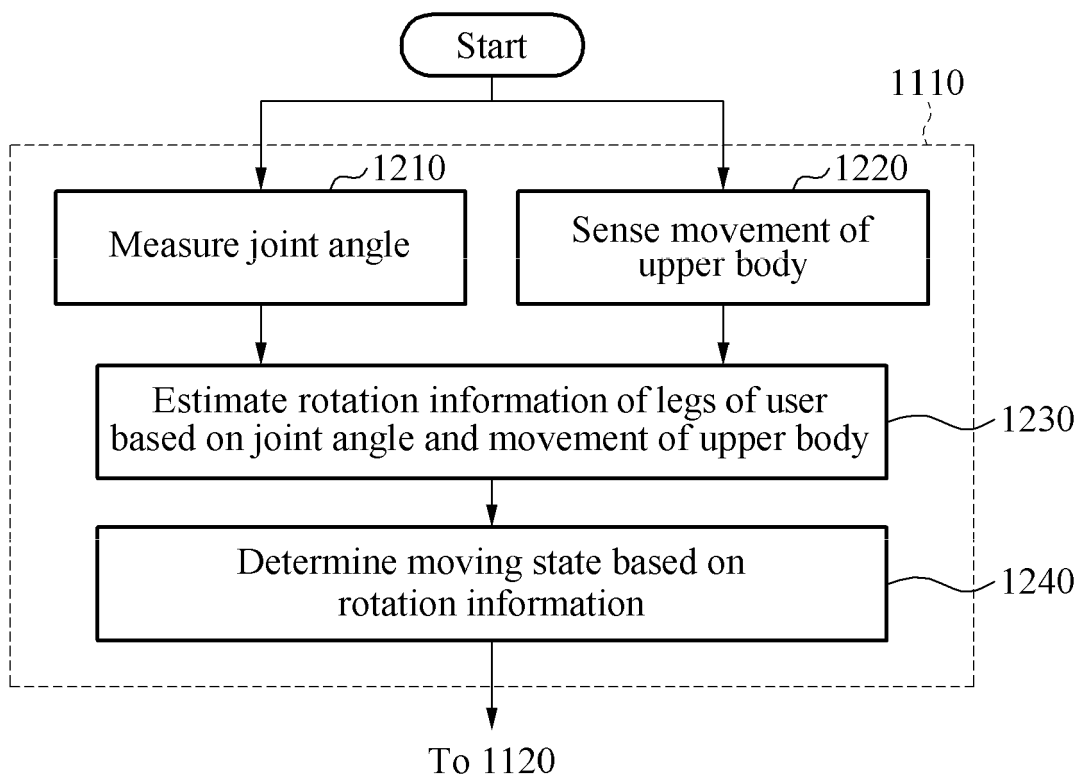 Start
1110
1210
1220
Measure joint angle
Sense movement of
upper body
Estimate rotation information of legs of user
based on joint angle and movement of upper body
1230
Determine moving state based on
rotation information
1240
To 1120